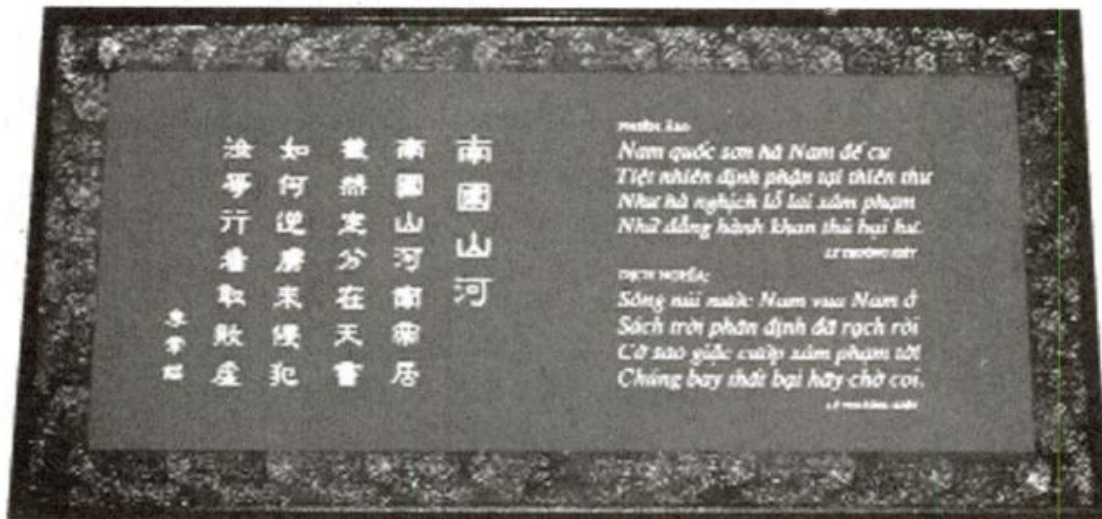 南國山河
南國山河南帝居
截然定分在天書
如何逆虜來侵犯
汝等行看取敗虛
PHIÊN ÂM:
Nam quốc sơn hà Nam đế cư
Tiệt nhiên định phận tại thiên thư
Như hà nghịch lỗ lai xâm phạm
Nhữ đẳng hành khan thủ bại hư.
LÝ THƯỜNG KIỆT
DỊCH NGHĨA:
Sông núi nước Nam vua Nam ở
Sách trời phân định đã rạch ròi
Cớ sao giặc cướp xâm phạm tới
Chúng bay thất bại hãy chờ coi.
LÝ THƯỜNG KIỆT